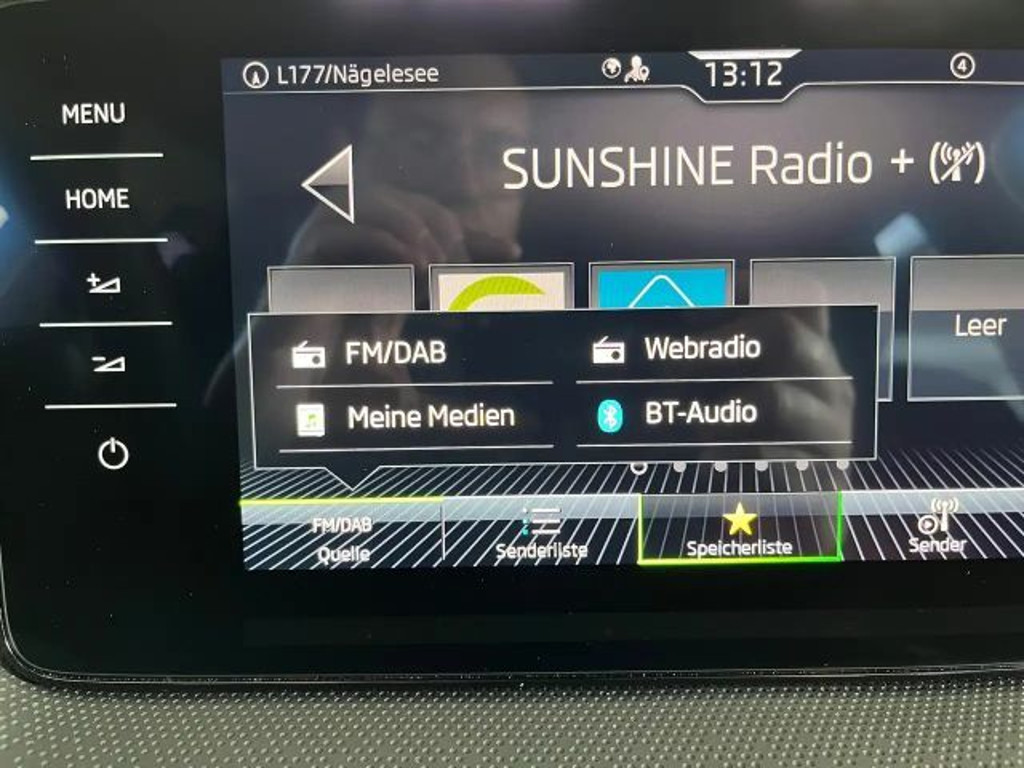 MENU
HOME
L177/Nägelesee
13:12
4
SUNSHINE Radio +
Leer
FM/DAB
Webradio
Meine Medien
BT-Audio
FM/DAB
Quelle
Senderliste
Speicherliste
Sender